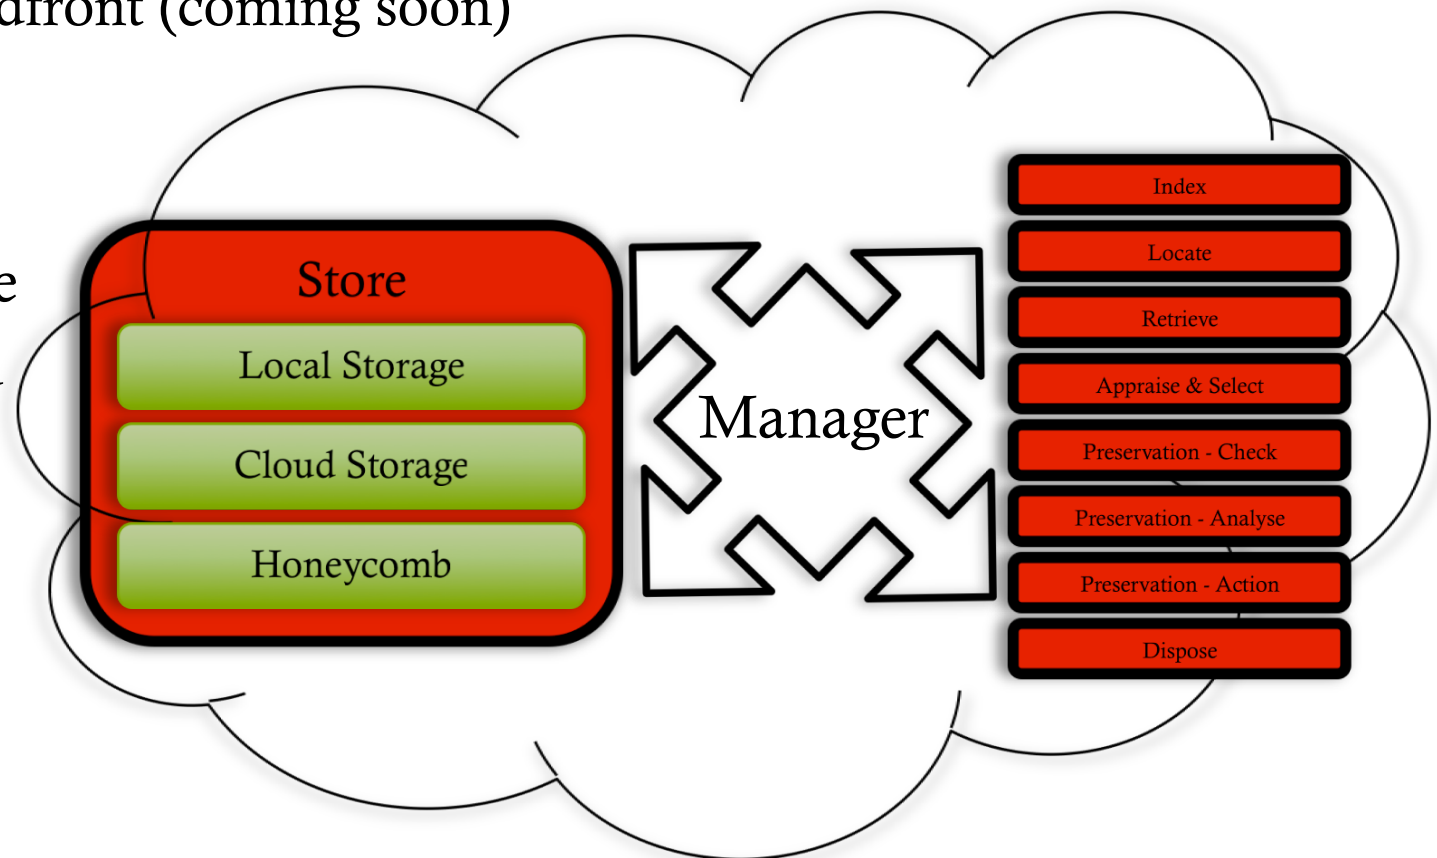 dfront (coming soon)
e
Store
Local Storage
Cloud Storage
Honeycomb
Manager
Index
Locate
Retrieve
Appraise & Select
Preservation - Check
Preservation - Analyse
Preservation - Action
Dispose